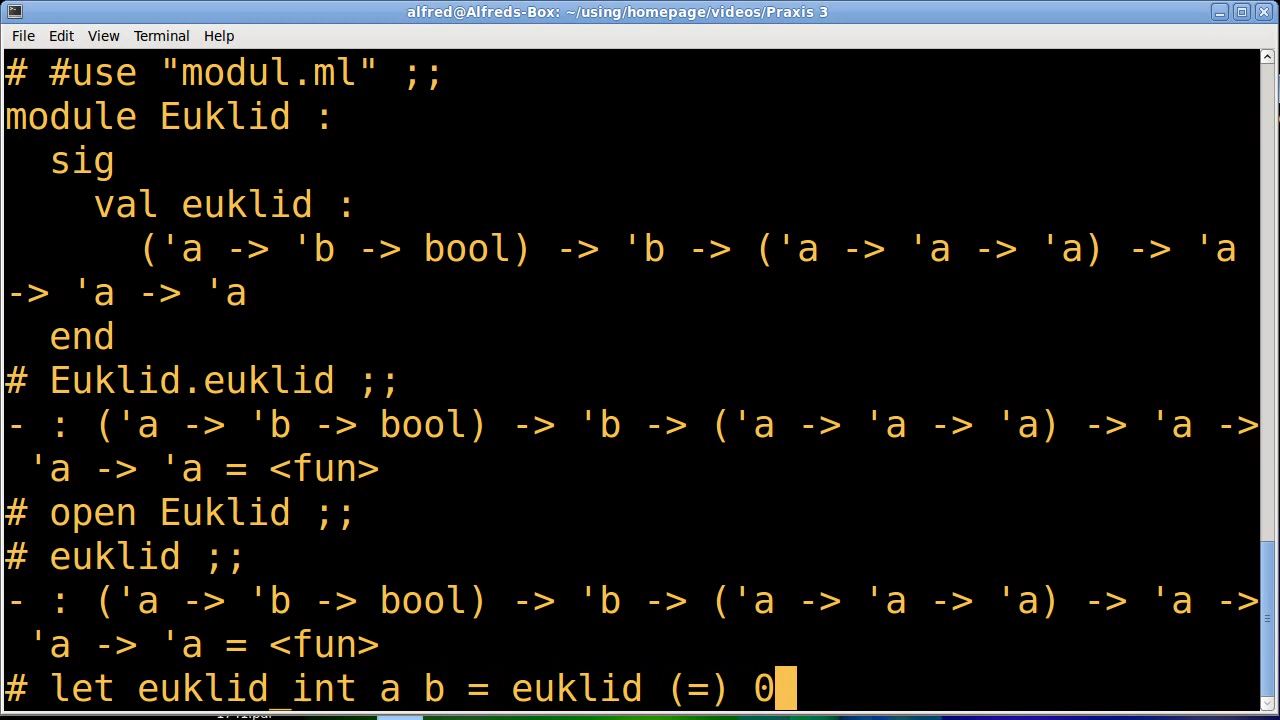 alfred@Alfreds-Box: ~/using/homepage/videos/Praxis 3
File Edit View Terminal Help
# #use "modul.ml" ;;
module Euklid :
  sig
    val euklid :
      ('a -> 'b -> bool) -> 'b -> ('a -> 'a -> 'a) -> 'a
-> 'a -> 'a
  end
# Euklid.euklid ;;
- : ('a -> 'b -> bool) -> 'b -> ('a -> 'a -> 'a) -> 'a ->
 'a -> 'a = <fun>
# open Euklid ;;
# euklid ;;
- : ('a -> 'b -> bool) -> 'b -> ('a -> 'a -> 'a) -> 'a ->
 'a -> 'a = <fun>
# let euklid_int a b = euklid (=) 0